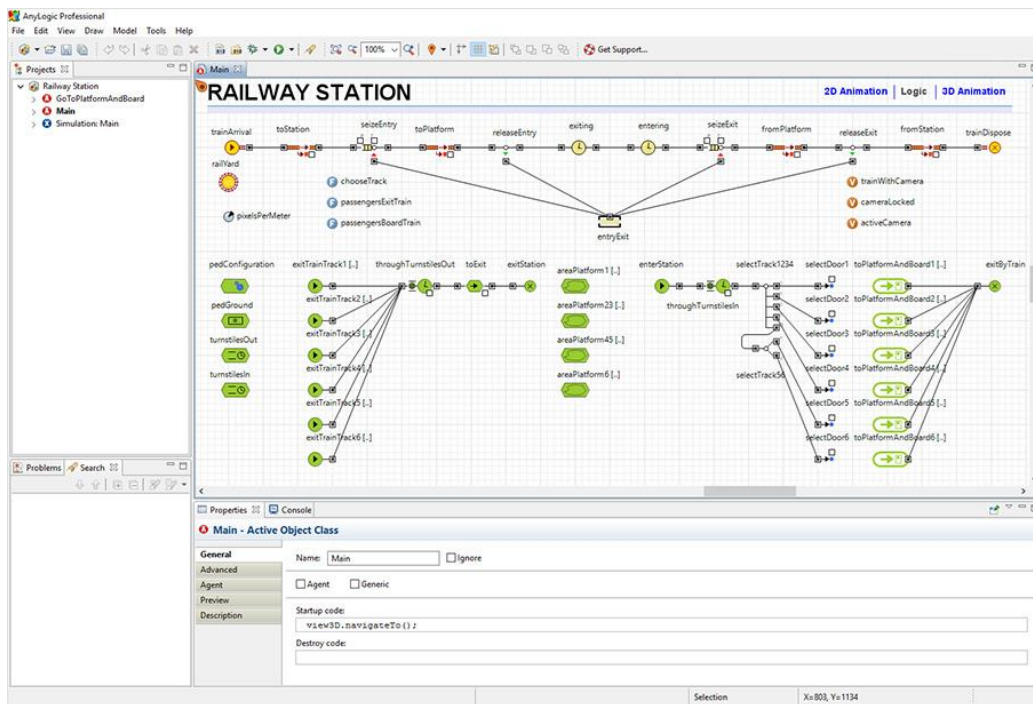 AnyLogic Professional
File Edit View Draw Model Tools Help
100% Get Support...
Projects
Railway Station
GoToPlatformAndBoard
Main
Simulation: Main
Main
RAILWAY STATION
2D Animation | Logic | 3D Animation
trainArrival toStation seizeEntry toPlatform releaseEntry exiting entering seizeExit fromPlatform releaseExit fromStation trainDispose
railYard
pixelsPerMeter
F chooseTrack
F passengersExitTrain
F passengersBoardTrain
V trainWithCamera
V cameraLocked
V activeCamera
entryExit
pedConfiguration exitTrainTrack1 [..] throughTurnstilesOut toExit exitStation areaPlatform1 [..] enterStation selectTrack1234 selectDoor1 toPlatformAndBoard1 [..] exitByTrain
pedGround exitTrainTrack2 [..] areaPlatform23 [..] throughTurnstilesIn selectDoor2 toPlatformAndBoard2 [..]
turnstilesOut exitTrainTrack3 [..] areaPlatform45 [..] selectDoor3 toPlatformAndBoard3 [..]
turnstilesIn exitTrainTrack4 [..] areaPlatform6 [..] selectTrack56 selectDoor4 toPlatformAndBoard4 [..]
exitTrainTrack5 [..] selectDoor5 toPlatformAndBoard5 [..]
exitTrainTrack6 [..] selectDoor6 toPlatformAndBoard6 [..]
Problems Search
Properties Console
Main - Active Object Class
General
Advanced
Agent
Preview
Description
Name: Main Ignore
Agent Generic
Startup code:
view3D.navigateTo();
Destroy code:
Selection X=803, Y=1134